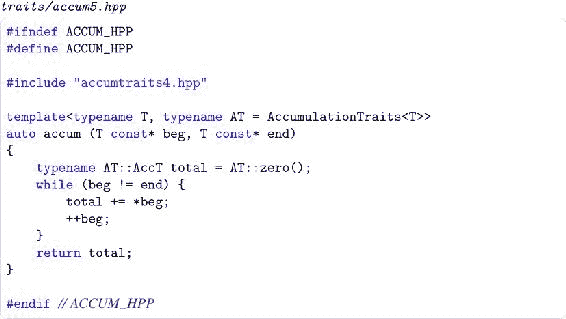 traits/accum5.hpp
#ifndef ACCUM_HPP
#define ACCUM_HPP
#include "accumtraits4.hpp"
template<typename T, typename AT = AccumulationTraits<T>>
auto accum (T const* beg, T const* end)
{
    typename AT::AccT total = AT::zero();
    while (beg != end) {
        total += *beg;
        ++beg;
    }
    return total;
}
#endif //ACCUM_HPP